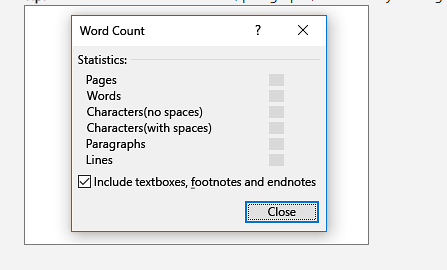 Word Count
?
Statistics:
Pages
Words
Characters(no spaces)
Characters(with spaces)
Paragraphs
Lines
Include textboxes, footnotes and endnotes
Close